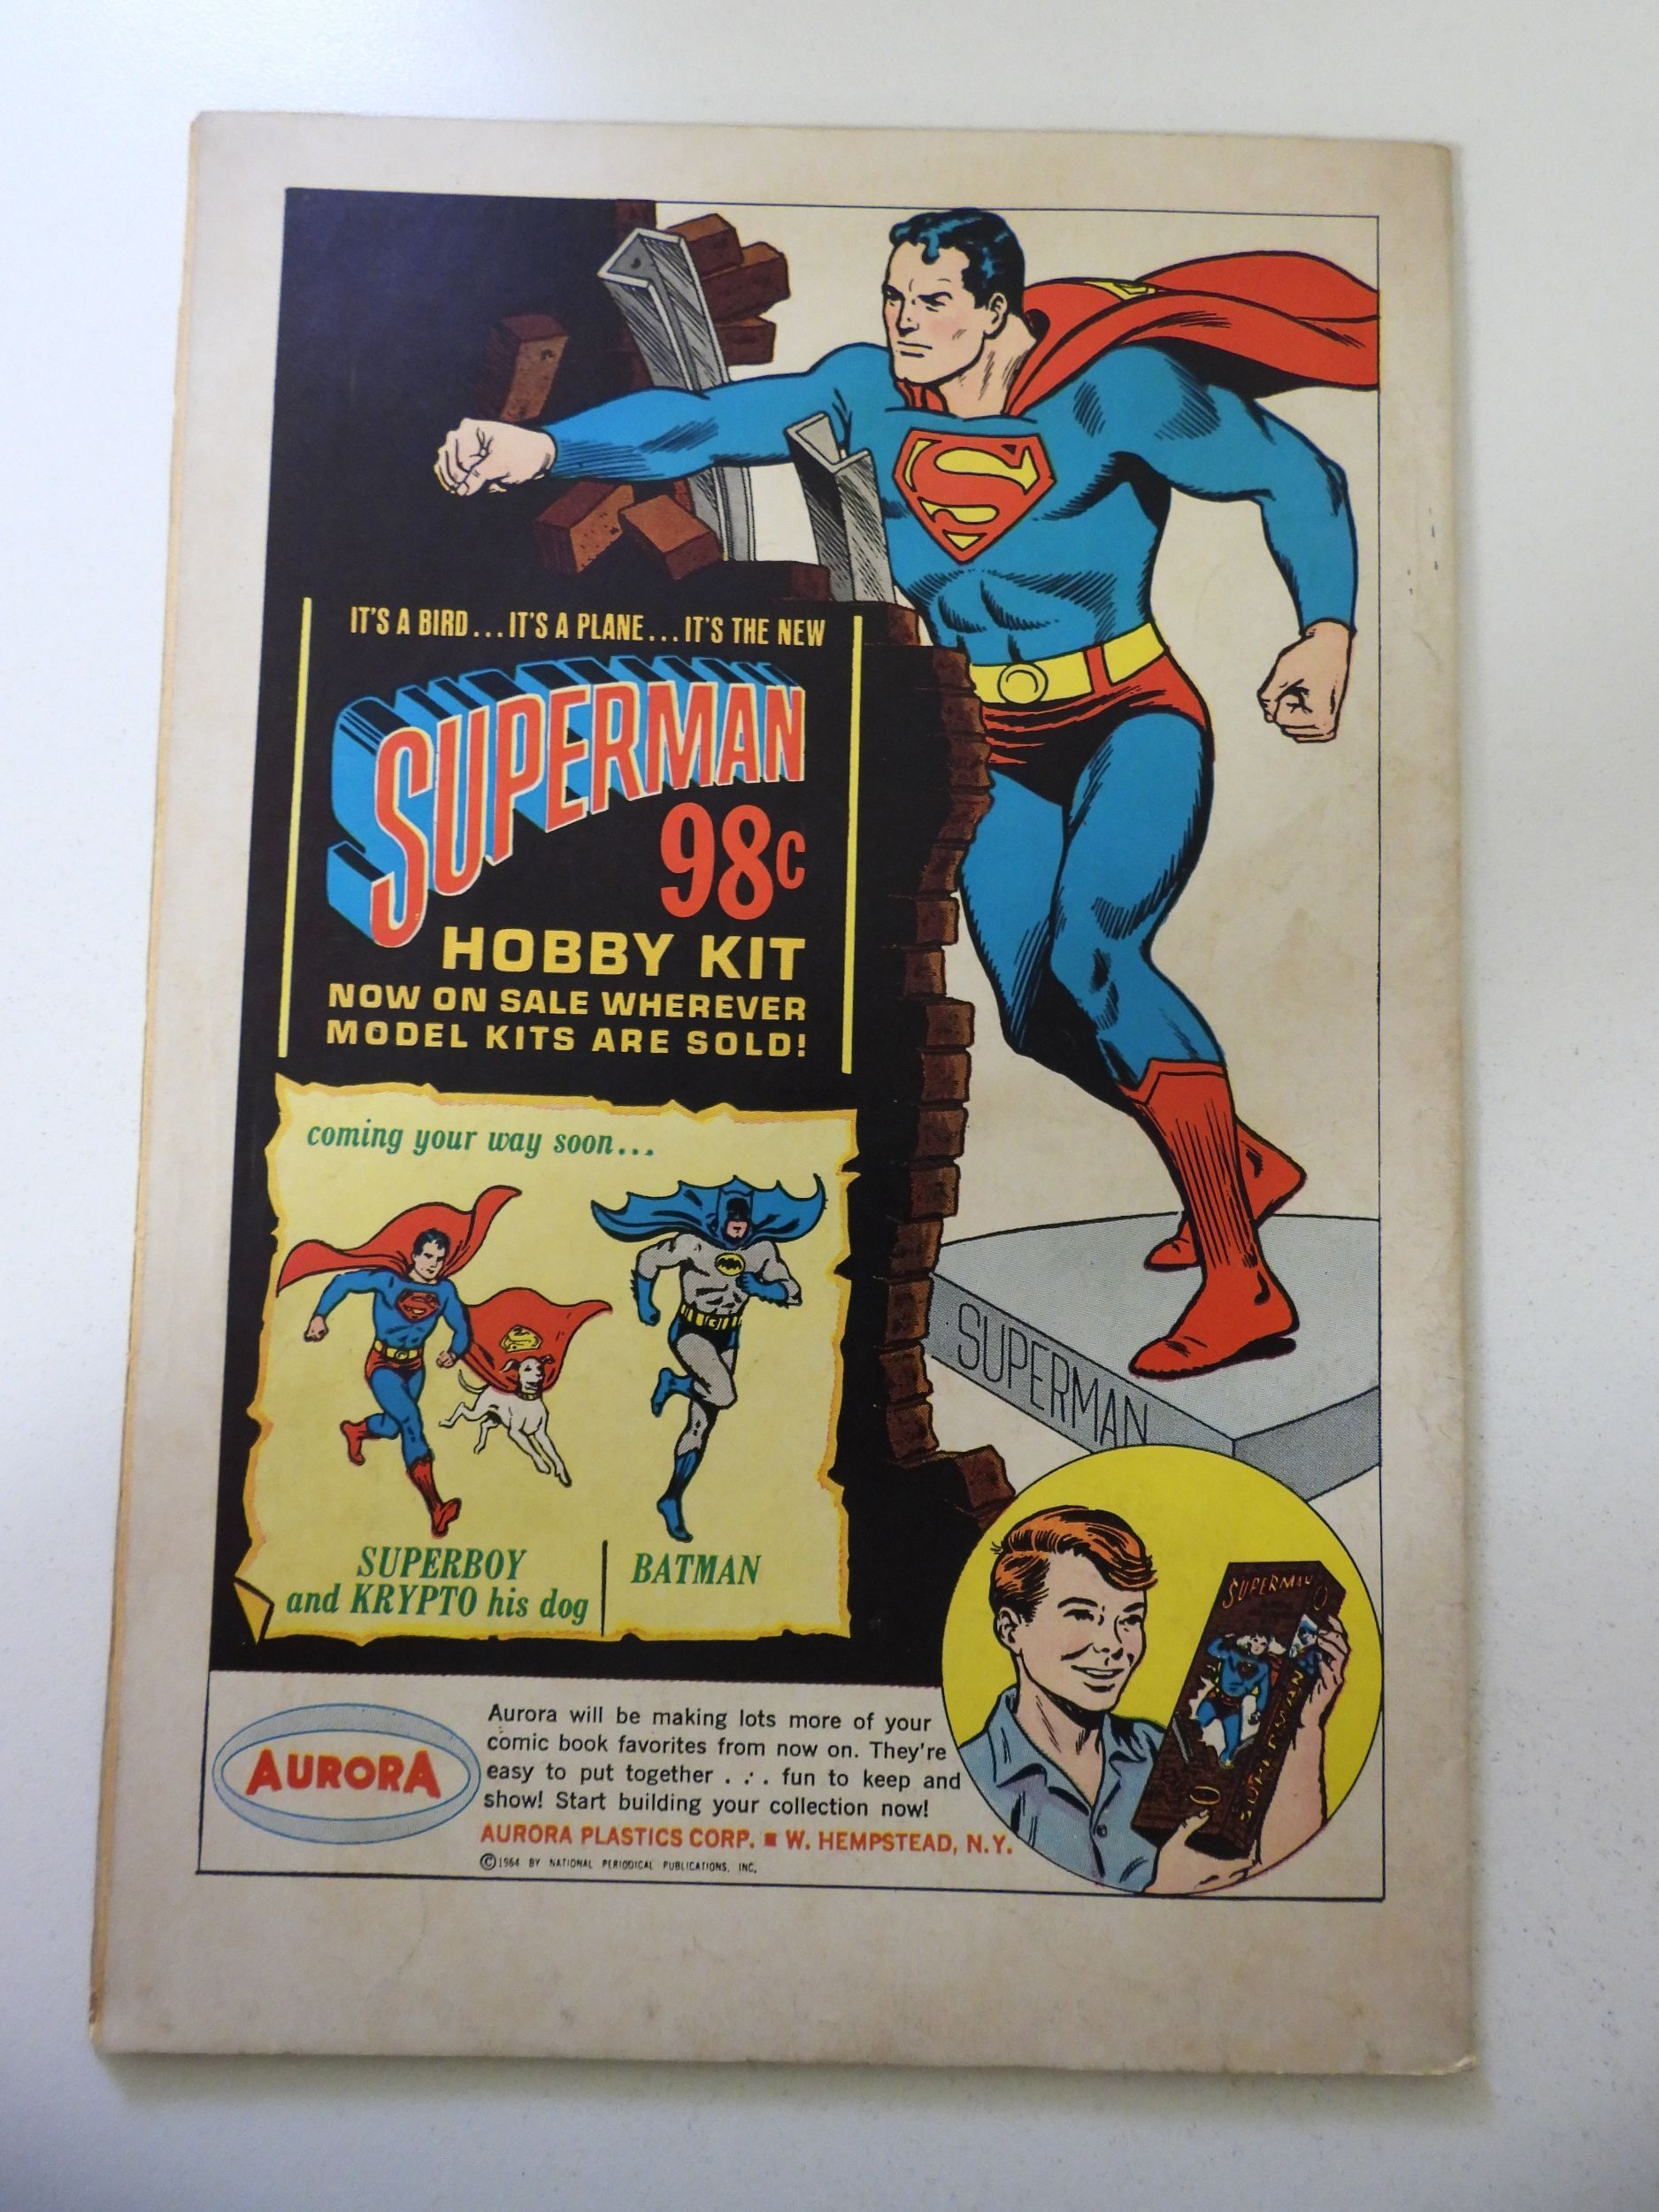 IT'S A BIRD...IT'S A PLANE...IT'S THE NEW
SUPERMAN
98c
HOBBY KIT
NOW ON SALE WHEREVER
MODEL KITS ARE SOLD!
coming your way soon...
SUPERBOY
and KRYPTO his dog
BATMAN
SUPERMAN
SUPERMAN
SUPERMAN
AURORA
Aurora will be making lots more of your
comic book favorites from now on. They're
easy to put together . . . fun to keep and
show! Start building your collection now!
AURORA PLASTICS CORP. ■ W. HEMPSTEAD, N.Y.
©1964 BY NATIONAL PERIODICAL PUBLICATIONS, INC.